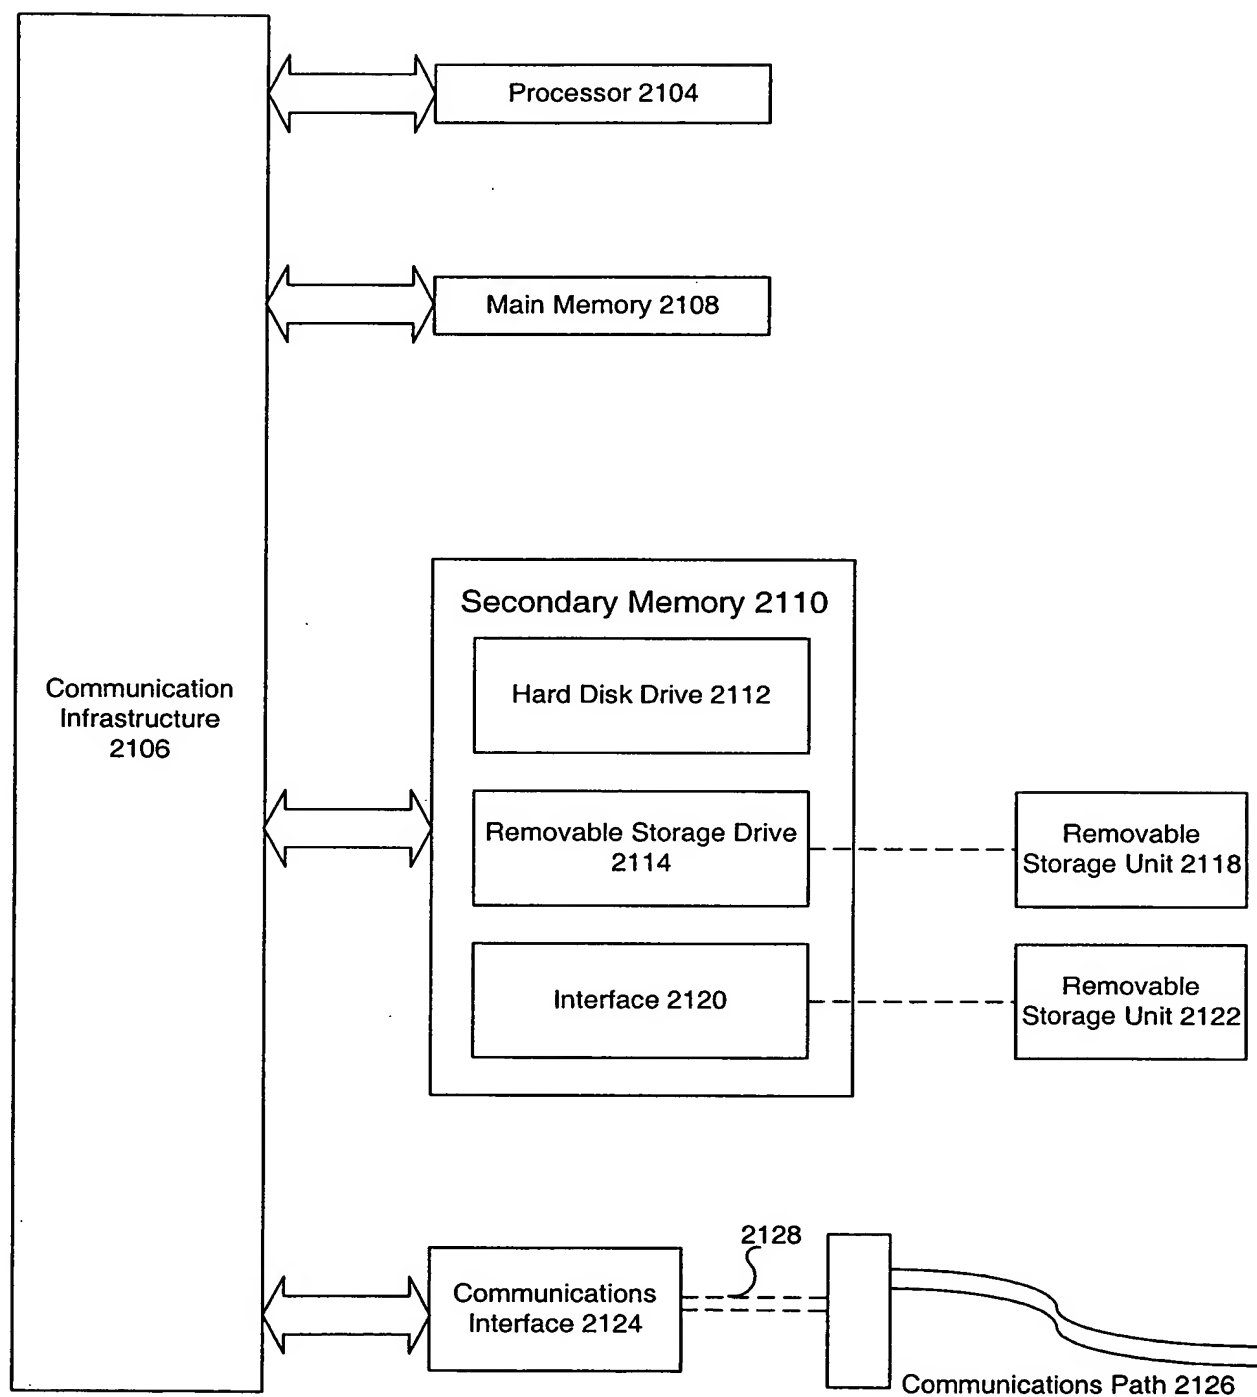 Processor 2104
Main Memory 2108
Communication
Infrastructure
2106
Secondary Memory 2110
Hard Disk Drive 2112
Removable Storage Drive
2114
Removable
Storage Unit 2118
Interface 2120
Removable
Storage Unit 2122
2128
Communications
Interface 2124
Communications Path 2126